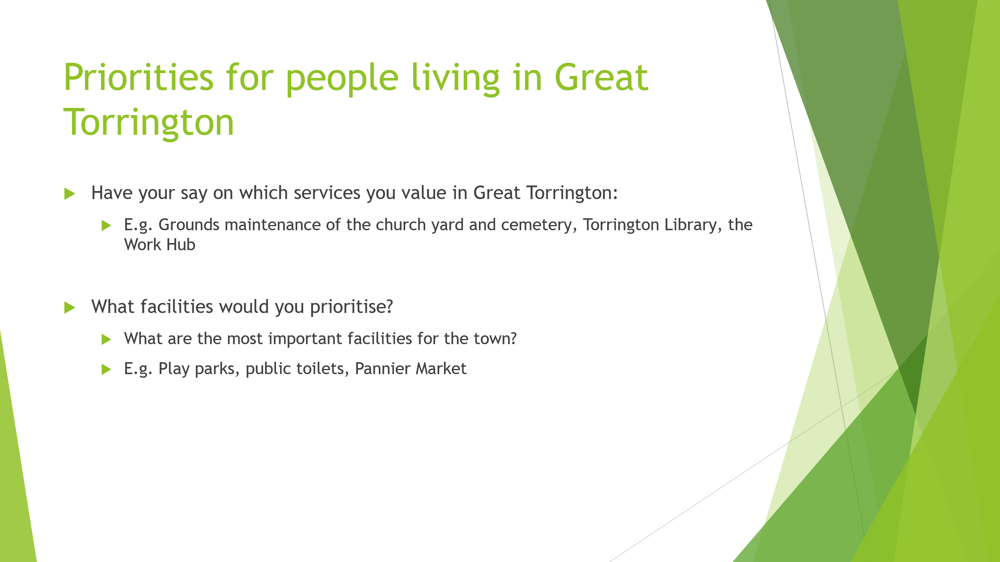 Priorities for people living in Great
Torrington
Have your say on which services you value in Great Torrington:
E.g. Grounds maintenance of the church yard and cemetery, Torrington Library, the
Work Hub
What facilities would you prioritise?
What are the most important facilities for the town?
E.g. Play parks, public toilets, Pannier Market